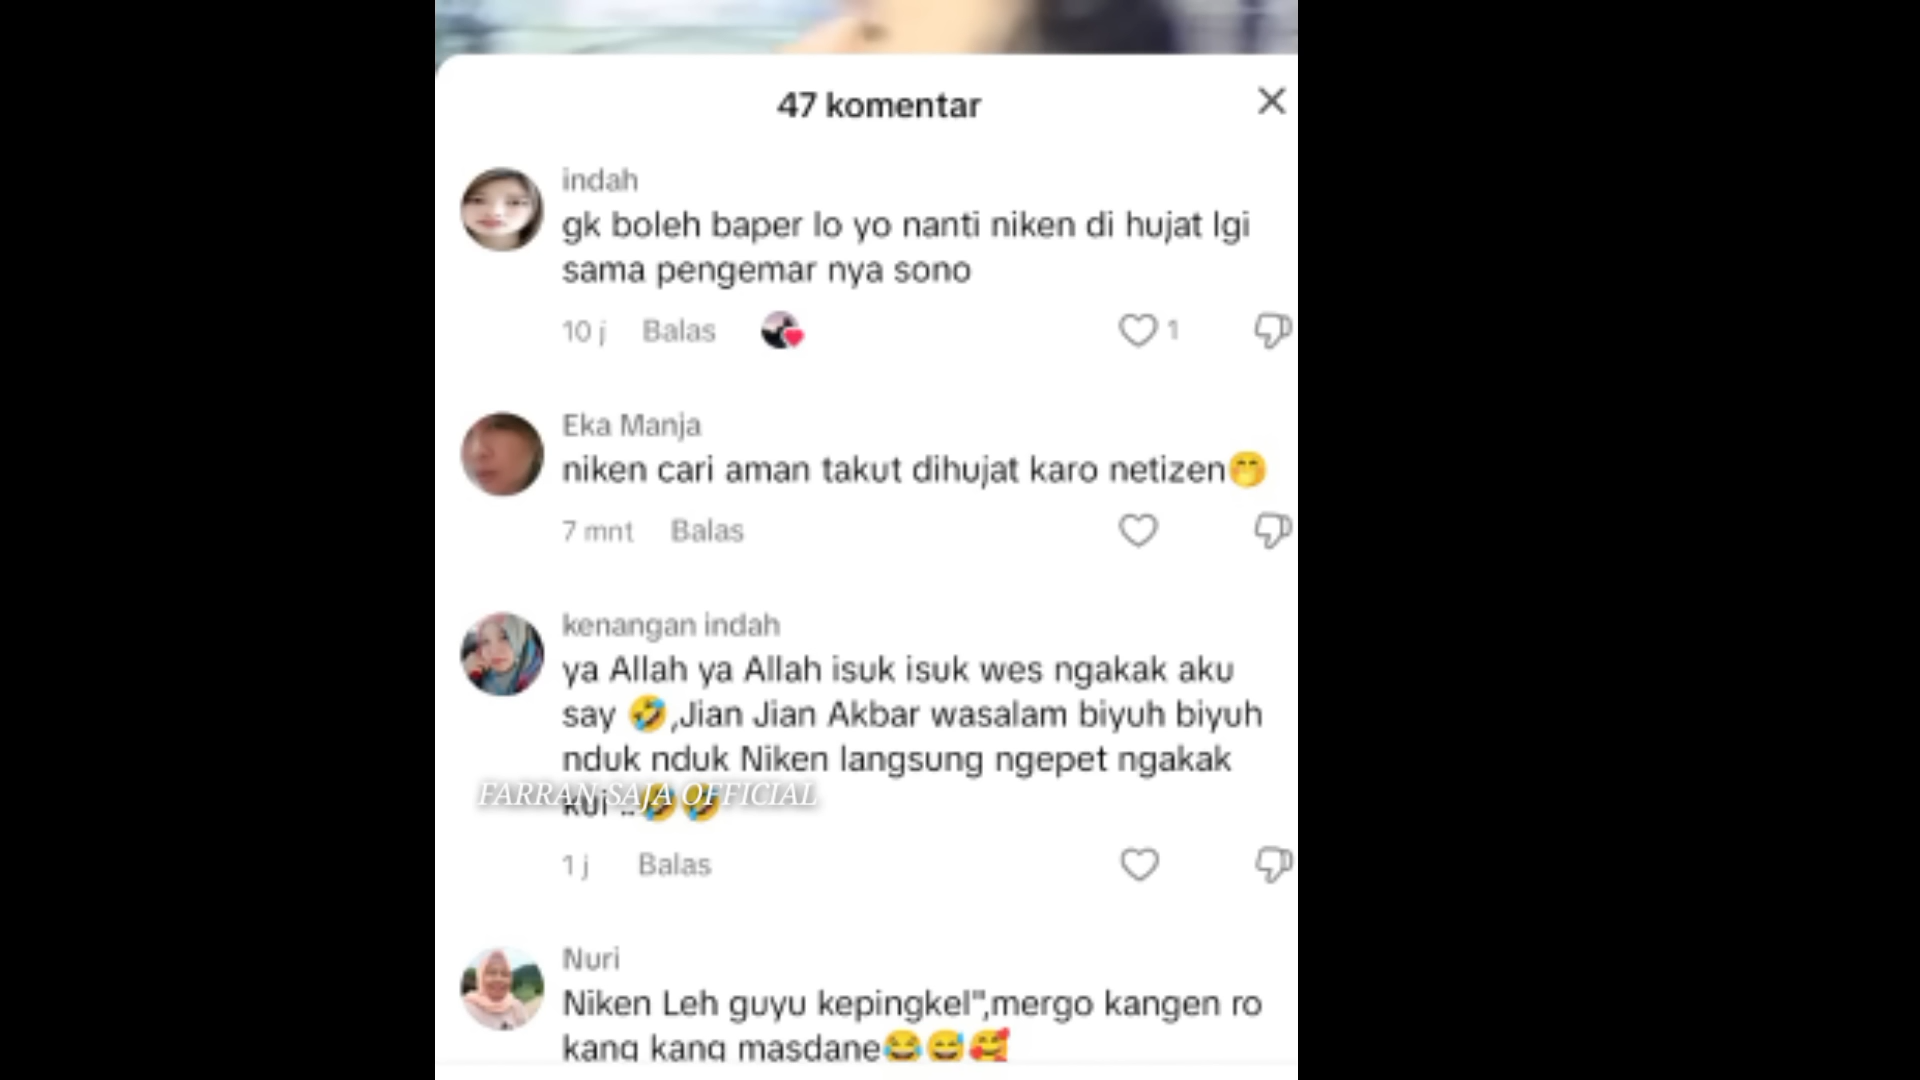 47 komentar
indah
gk boleh baper lo yo nanti niken di hujat lgi
sama pengemar nya sono
10 j Balas 1
Eka Manja
niken cari aman takut dihujat karo netizen🤭
7 mnt Balas
kenangan indah
ya Allah ya Allah isuk isuk wes ngakak aku
say 🤣,Jian Jian Akbar wasalam biyuh biyuh
nduk nduk Niken langsung ngepet ngakak
kui ..🤣🤣
FARRAN SAJA OFFICIAL
1 j Balas
Nuri
Niken Leh guyu kepingkel",mergo kangen ro
kang kang masdane😂😅🥰